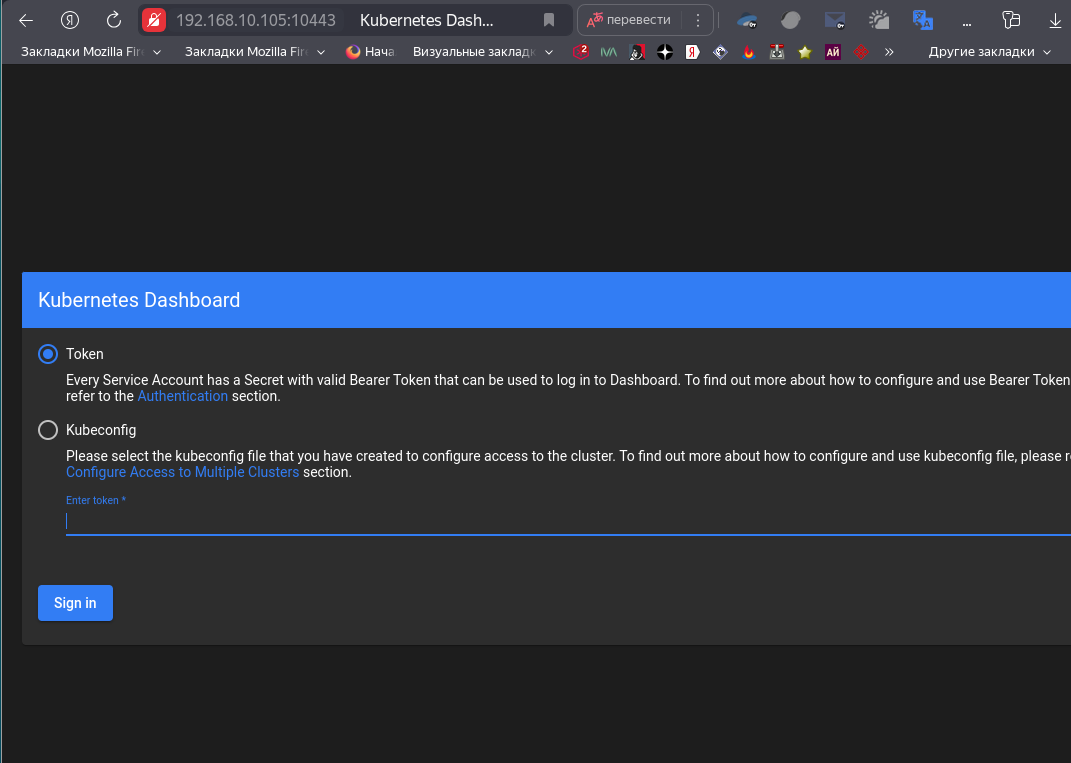 192.168.10.105:10443 Kubernetes Dash... перевести ...
Закладки Mozilla Fir Закладки Mozilla Fir Нача Визуальные заклад 2 IVA Я АЙ » Другие закладки
Kubernetes Dashboard
Token
Every Service Account has a Secret with valid Bearer Token that can be used to log in to Dashboard. To find out more about how to configure and use Bearer Token
refer to the Authentication section.
Kubeconfig
Please select the kubeconfig file that you have created to configure access to the cluster. To find out more about how to configure and use kubeconfig file, please r
Configure Access to Multiple Clusters section.
Enter token *
Sign in